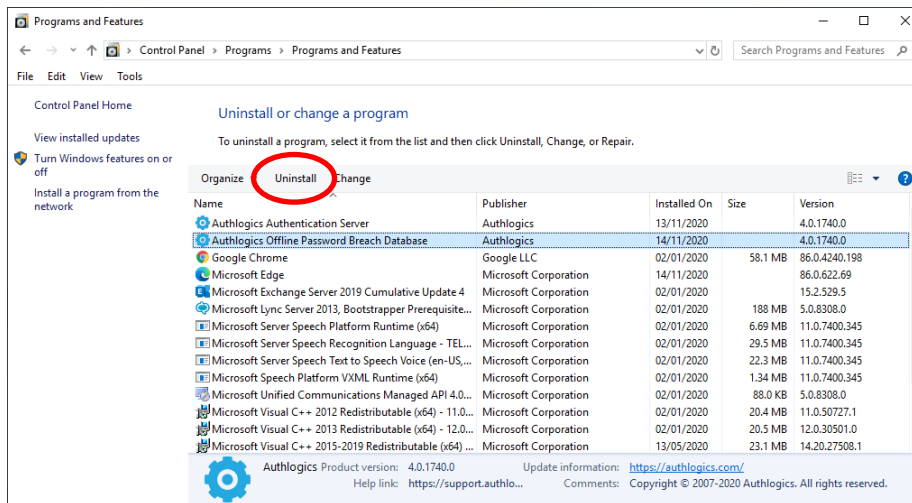 Programs and Features
Control Panel > Programs > Programs and Features
Search Programs and Features
File Edit View Tools
Control Panel Home
View installed updates
Turn Windows features on or off
Install a program from the network
Uninstall or change a program
To uninstall a program, select it from the list and then click Uninstall, Change, or Repair.
Organize Uninstall Change
Name Publisher Installed On Size Version
Authlogics Authentication Server Authlogics 13/11/2020 4.0.1740.0
Authlogics Offline Password Breach Database Authlogics 14/11/2020 4.0.1740.0
Google Chrome Google LLC 02/01/2020 58.1 MB 86.0.4240.198
Microsoft Edge Microsoft Corporation 14/11/2020 86.0.622.69
Microsoft Exchange Server 2019 Cumulative Update 4 Microsoft Corporation 02/01/2020 15.2.529.5
Microsoft Lync Server 2013, Bootstrapper Prerequisite... Microsoft Corporation 02/01/2020 188 MB 5.0.8308.0
Microsoft Server Speech Platform Runtime (x64) Microsoft Corporation 02/01/2020 6.69 MB 11.0.7400.345
Microsoft Server Speech Recognition Language - TEL... Microsoft Corporation 02/01/2020 29.5 MB 11.0.7400.345
Microsoft Server Speech Text to Speech Voice (en-US,... Microsoft Corporation 02/01/2020 22.3 MB 11.0.7400.345
Microsoft Speech Platform VXML Runtime (x64) Microsoft Corporation 02/01/2020 1.34 MB 11.0.7400.345
Microsoft Unified Communications Managed API 4.0... Microsoft Corporation 02/01/2020 88.0 KB 5.0.8308.0
Microsoft Visual C++ 2012 Redistributable (x64) - 11.0... Microsoft Corporation 02/01/2020 20.4 MB 11.0.50727.1
Microsoft Visual C++ 2013 Redistributable (x64) - 12.0... Microsoft Corporation 02/01/2020 20.5 MB 12.0.30501.0
Microsoft Visual C++ 2015-2019 Redistributable (x64) ... Microsoft Corporation 13/05/2020 23.1 MB 14.20.27508.1
Authlogics Product version: 4.0.1740.0 Update information: https://authlogics.com/
Help link: https://support.authlo... Comments: Copyright © 2007-2020 Authlogics. All rights reserved.